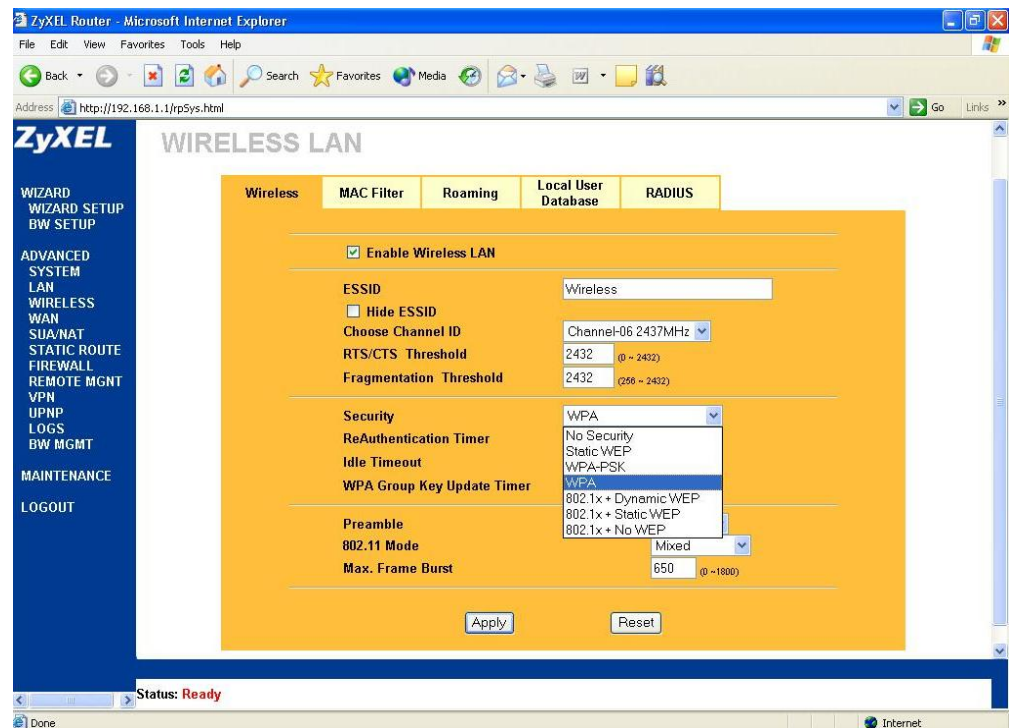 ZyXEL Router - Microsoft Internet Explorer
File Edit View Favorites Tools Help
Back Search Favorites Media
Address http://192.168.1.1/rpSys.html Go Links »
ZyXEL
WIRELESS LAN
WIZARD
WIZARD SETUP
BW SETUP
ADVANCED
SYSTEM
LAN
WIRELESS
WAN
SUA/NAT
STATIC ROUTE
FIREWALL
REMOTE MGNT
VPN
UPNP
LOGS
BW MGMT
MAINTENANCE
LOGOUT
Wireless MAC Filter Roaming Local User Database RADIUS
Enable Wireless LAN
ESSID Wireless
Hide ESSID
Choose Channel ID Channel-06 2437MHz
RTS/CTS Threshold 2432 (0 ~ 2432)
Fragmentation Threshold 2432 (256 ~ 2432)
Security WPA
ReAuthentication Timer
Idle Timeout
WPA Group Key Update Timer
No Security
Static WEP
WPA-PSK
WPA
802.1x + Dynamic WEP
802.1x + Static WEP
802.1x + No WEP
Preamble
802.11 Mode Mixed
Max. Frame Burst 650 (0 ~1800)
Apply Reset
Status: Ready
Done Internet